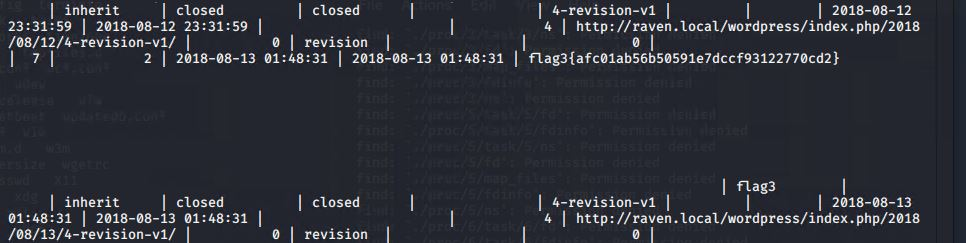 | inherit | closed | closed | | 4-revision-v1 | | | 2018-08-12
23:31:59 | 2018-08-12 23:31:59 | | 4 | http://raven.local/wordpress/index.php/2018
/08/12/4-revision-v1/ | 0 | revision | | 0 |
| 7 | 2 | 2018-08-13 01:48:31 | 2018-08-13 01:48:31 | flag3{afc01ab56b50591e7dccf93122770cd2}
| flag3 |
| inherit | closed | closed | | 4-revision-v1 | | | 2018-08-13
01:48:31 | 2018-08-13 01:48:31 | | 4 | http://raven.local/wordpress/index.php/2018
/08/13/4-revision-v1/ | 0 | revision | | 0 |